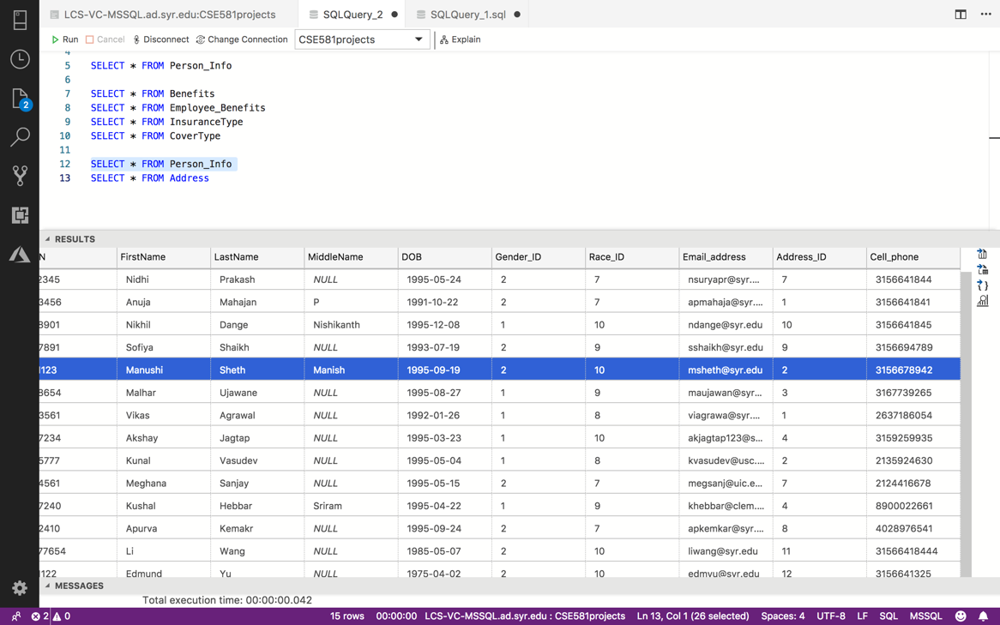 LCS-VC-MSSQL.ad.syr.edu:CSE581projects SQLQuery_2 SQLQuery_1.sql
Run Cancel Disconnect Change Connection CSE581projects Explain
4
5 SELECT * FROM Person_Info
6
7 SELECT * FROM Benefits
8 SELECT * FROM Employee_Benefits
9 SELECT * FROM InsuranceType
10 SELECT * FROM CoverType
11
12 SELECT * FROM Person_Info
13 SELECT * FROM Address
2
RESULTS
N FirstName LastName MiddleName DOB Gender_ID Race_ID Email_address Address_ID Cell_phone
2345 Nidhi Prakash NULL 1995-05-24 2 7 nsuryapr@syr.... 7 3156641844
3456 Anuja Mahajan P 1991-10-22 2 7 apmahaja@syr.... 1 3156641841
8901 Nikhil Dange Nishikanth 1995-12-08 1 10 ndange@syr.edu 10 3156641845
7891 Sofiya Shaikh NULL 1993-07-19 2 9 sshaikh@syr.edu 9 3156694789
1123 Manushi Sheth Manish 1995-09-19 2 10 msheth@syr.edu 2 3156678942
8654 Malhar Ujawane NULL 1995-08-27 1 9 maujawan@syr... 3 3167739265
3561 Vikas Agrawal NULL 1992-01-26 1 8 viagrawa@syr.... 1 2637186054
7234 Akshay Jagtap NULL 1995-03-23 1 10 akjagtap123@s... 4 3159259935
5777 Kunal Vasudev NULL 1995-05-04 1 8 kvasudev@usc.... 2 2135924630
4561 Meghana Sanjay NULL 1995-05-15 2 7 megsanj@uic.e... 7 2124416678
7240 Kushal Hebbar Sriram 1995-04-22 1 9 khebbar@clem.... 4 8900022661
2410 Apurva Kemakr NULL 1995-09-24 2 7 apkemkar@syr.... 8 4028976541
77654 Li Wang NULL 1985-05-07 2 10 liwang@syr.edu 11 31566418444
1122 Edmund Yu NULL 1975-04-02 2 10 edmyu@syr.edu 12 3156641325
MESSAGES
Total execution time: 00:00:00.042
2 0 15 rows 00:00:00 LCS-VC-MSSQL.ad.syr.edu : CSE581projects Ln 13, Col 1 (26 selected) Spaces: 4 UTF-8 LF SQL MSSQL